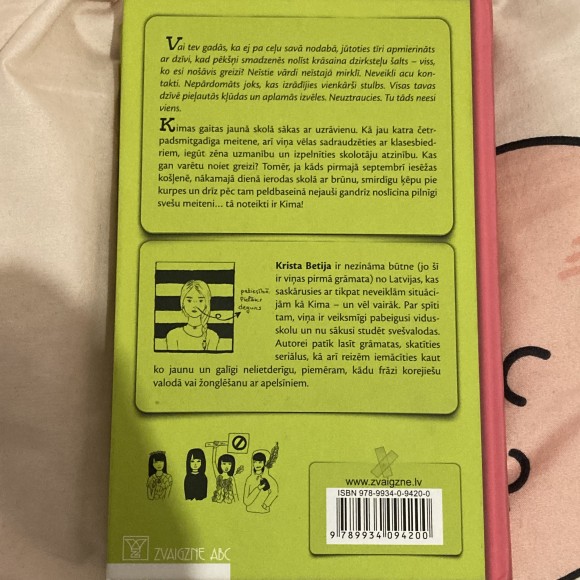 Vai tev gadās, ka ej pa ceļu savā nodabā, jūtoties tīri apmierināts
ar dzīvi, kad pēkšņi smadzenēs nolīst krāsaina dzirksteļu šalts – viss,
ko esi nošāvis greizi! Neīstie vārdi neīstajā mirklī. Neveikli acu kon-
takti. Nepārdomāts joks, kas izrādījies vienkārši stulbs. Visas tavas
dzīvē pieļautās kļūdas un aplamās izvēles. Neuztraucies. Tu tāds neesi
viens.
Kimas gaitas jaunā skolā sākas ar uzrāvienu. Kā jau katra četr-
padsmitgadīga meitene, arī viņa vēlas sadraudzēties ar klasesbied-
riem, iegūt zēna uzmanību un izpelnīties skolotāju atzinību. Kas
gan varētu noiet greizi? Tomēr, ja kāds pirmajā septembrī iesēžas
košļenē, nākamajā dienā ierodas skolā ar brūnu, smirdīgu ķēpu pie
kurpes un drīz pēc tam peldbaseinā nejauši gandrīz noslīcina pilnīgi
svešu meiteni... tā noteikti ir Kima!
Krista Betija ir nezināma būtne (jo šī
ir viņas pirmā grāmata) no Latvijas, kas
saskārusies ar tikpat neveiklām situāci-
jām kā Kima – un vēl vairāk. Par spīti
tam, viņa ir veiksmīgi pabeigusi vidus-
skolu un nu sākusi studēt svešvalodas.
Autorei patīk lasīt grāmatas, skatīties
seriālus, kā arī reizēm iemācīties kaut
ko jaunu un galīgi nelietderīgu, piemēram, kādu frāzi korejiešu
valodā vai žonglēšanu ar apelsīniem.
patiesībā
deguns
www.zvaigzne.lv
ISBN 978-9934-0-9420-0
9 789934 094200
ZVAIGZNE ABC